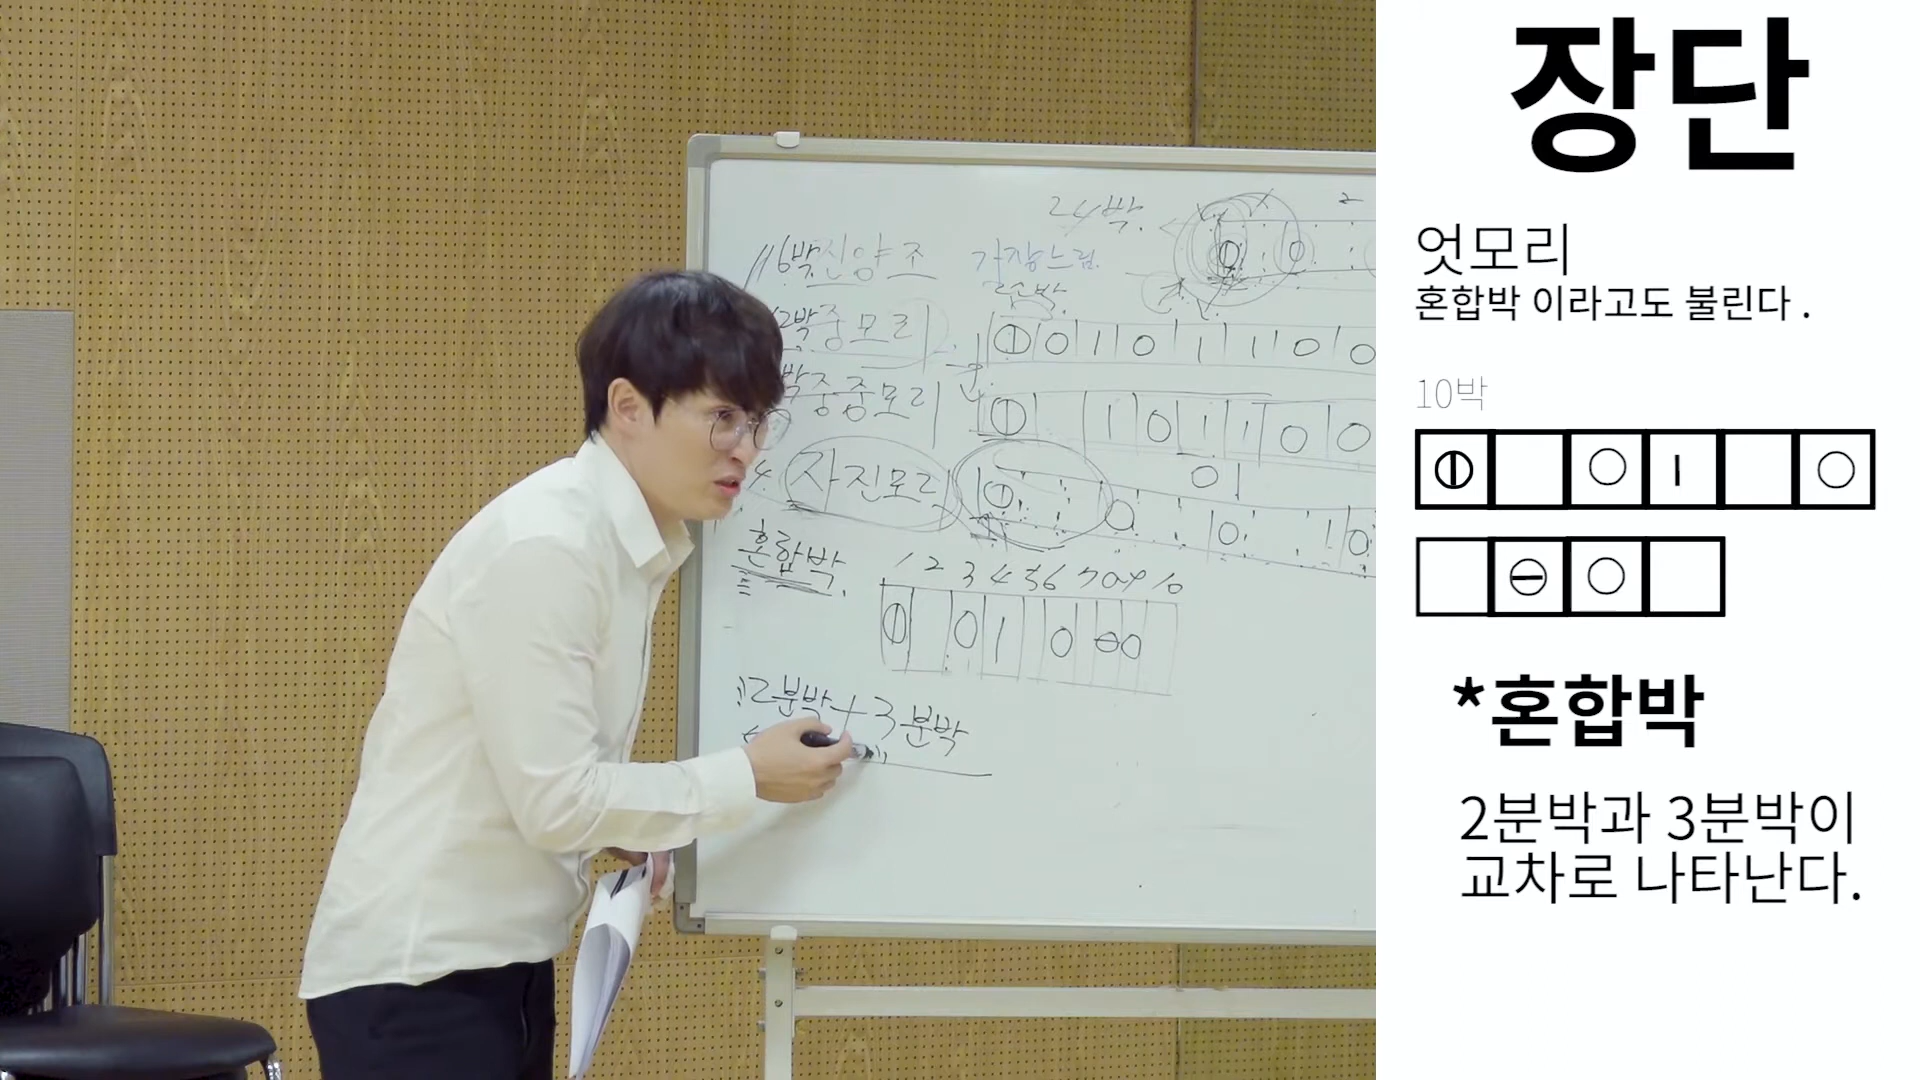 24박.
2
16박진양조
가장느림.
12박중모리
박중중모리
4. 자진모리
혼합박.
1 2 3 4 5 6 7 8 9 10
2분박+3분박
장단
엇모리
혼합박 이라고도 불린다 .
10박
*혼합박
2분박과 3분박이
교차로 나타난다.